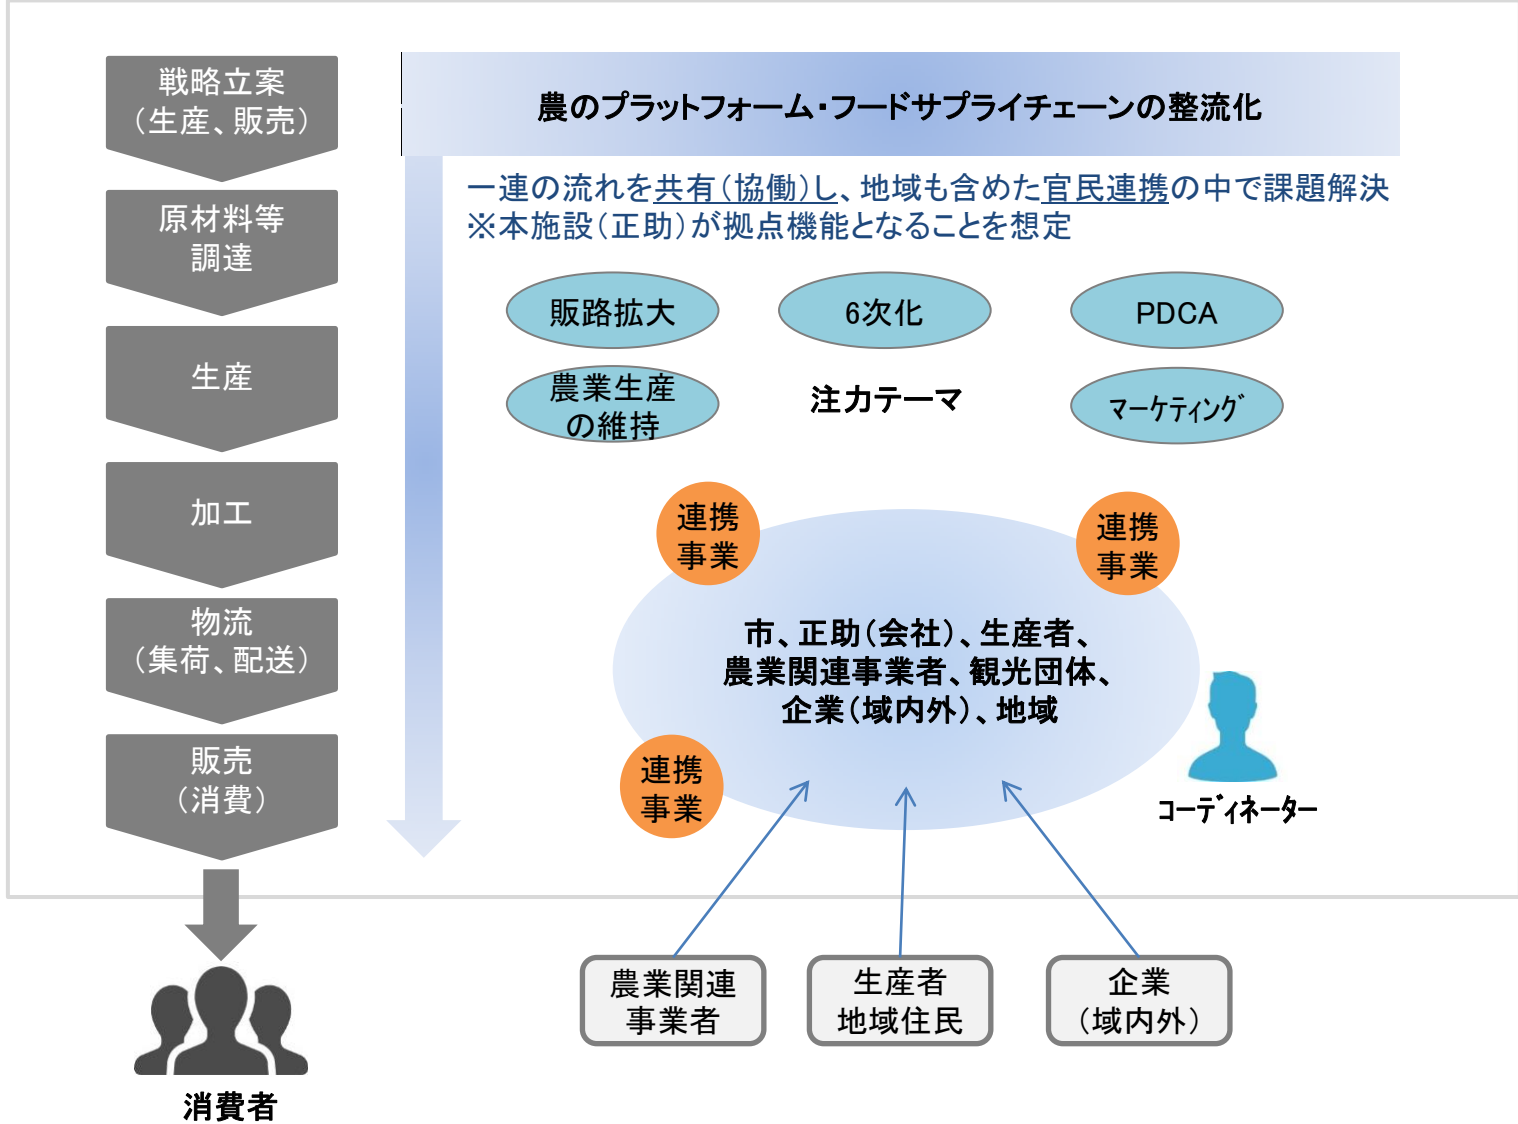 戦略立案
（生産、販売）
原材料等
調達
生産
加工
物流
（集荷、配送）
販売
（消費）
消費者
農のプラットフォーム・フードサプライチェーンの整流化
一連の流れを共有（協働）し、地域も含めた官民連携の中で課題解決
※本施設（正助）が拠点機能となることを想定
販路拡大
6次化
PDCA
農業生産
の維持
注力テーマ
ﾏｰｹﾃｨﾝｸﾞ
連携
事業
連携
事業
市、正助（会社）、生産者、
農業関連事業者、観光団体、
企業（域内外）、地域
連携
事業
ｺｰﾃﾞｨﾈｰﾀｰ
農業関連
事業者
生産者
地域住民
企業
（域内外）